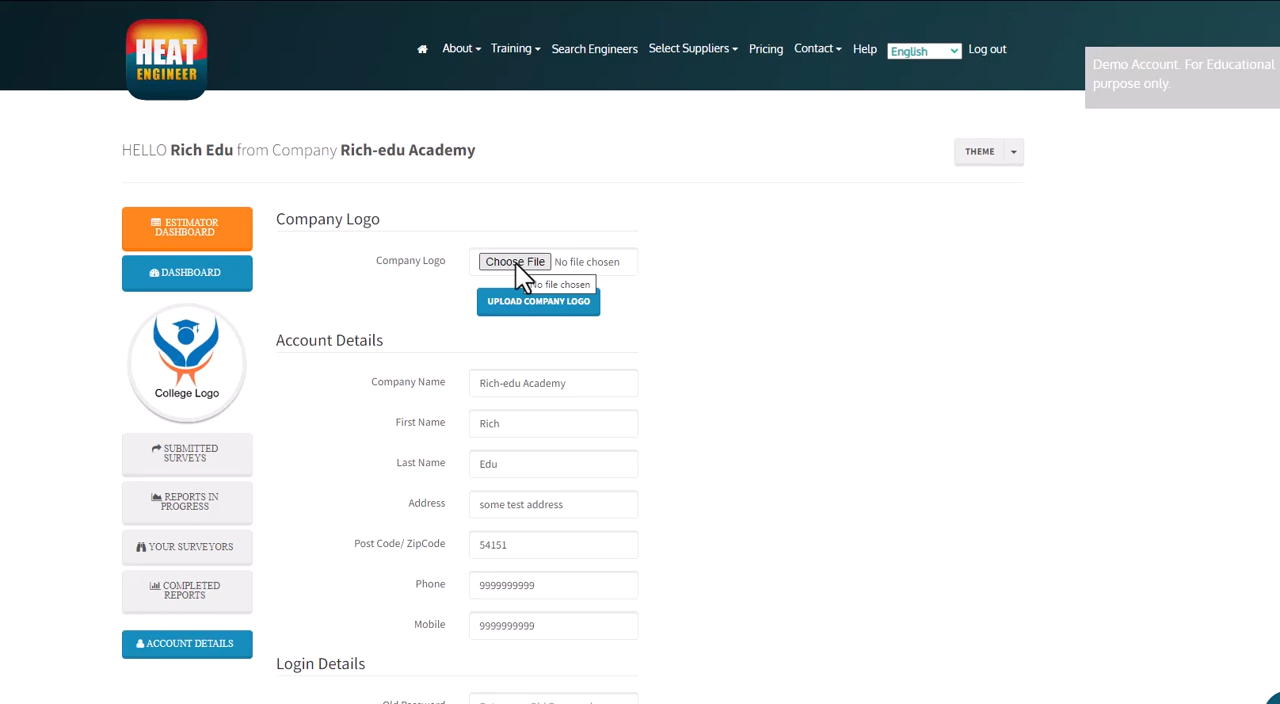 HEAT
ENGINEER
About
Training
Search Engineers
Select Suppliers
Pricing
Contact
Help
English
Log out
Demo Account. For Educational
purpose only.
HELLO Rich Edu from Company Rich-edu Academy
THEME
ESTIMATOR
DASHBOARD
DASHBOARD
College Logo
SUBMITTED
SURVEYS
REPORTS IN
PROGRESS
YOUR SURVEYORS
COMPLETED
REPORTS
ACCOUNT DETAILS
Company Logo
Company Logo
Choose File No file chosen
No file chosen
UPLOAD COMPANY LOGO
Account Details
Company Name
Rich-edu Academy
First Name
Rich
Last Name
Edu
Address
some test address
Post Code/ ZipCode
54151
Phone
9999999999
Mobile
9999999999
Login Details
Old Password